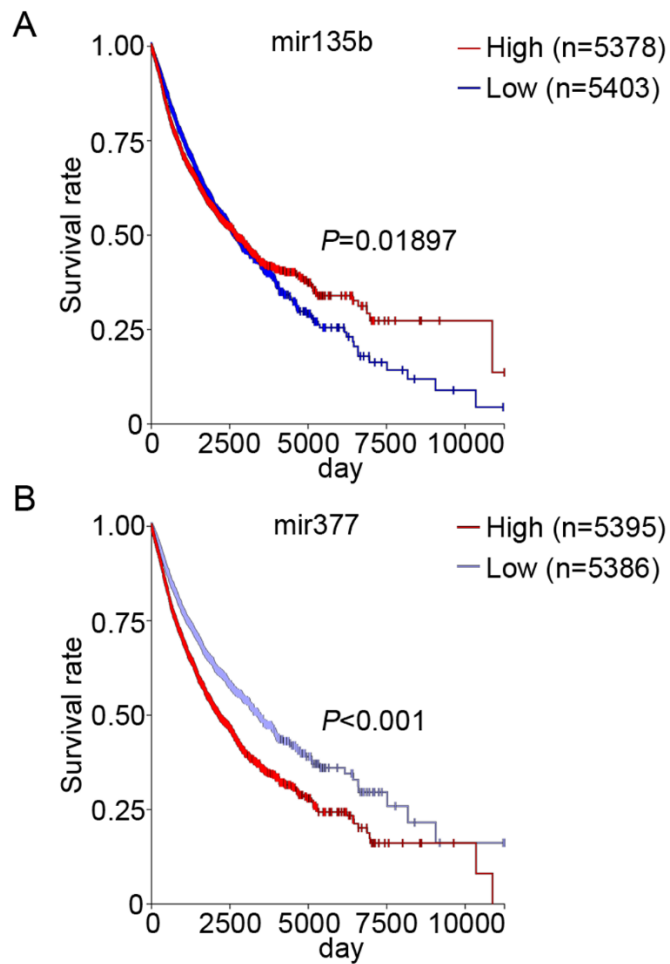 A
mir135b
High (n=5378)
Low (n=5403)
P=0.01897
Survival rate
1.00
0.75
0.50
0.25
0
0 2500 5000 7500 10000
day
B
mir377
High (n=5395)
Low (n=5386)
P<0.001
Survival rate
1.00
0.75
0.50
0.25
0
0 2500 5000 7500 10000
day